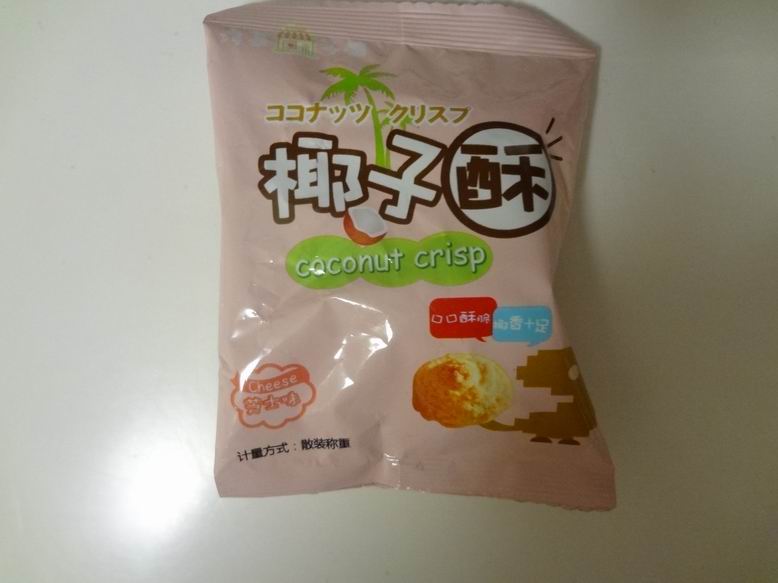 ココナッツ クリスプ
椰子酥
coconut crisp
口口酥脆
椰香十足
Cheese
芝士味
计量方式：散装称重